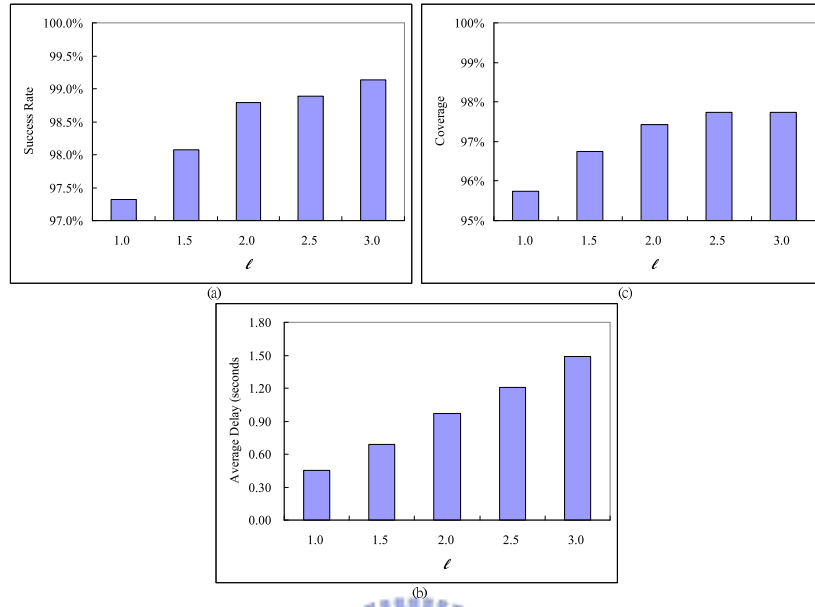 100.0%
99.5%
99.0%
98.5%
98.0%
97.5%
97.0%
Success Rate
1.0 1.5 2.0 2.5 3.0
ℓ
(a)
100%
99%
98%
97%
96%
95%
Coverage
1.0 1.5 2.0 2.5 3.0
ℓ
(c)
1.80
1.50
1.20
0.90
0.60
0.30
0.00
Average Delay (seconds
1.0 1.5 2.0 2.5 3.0
ℓ
(b)